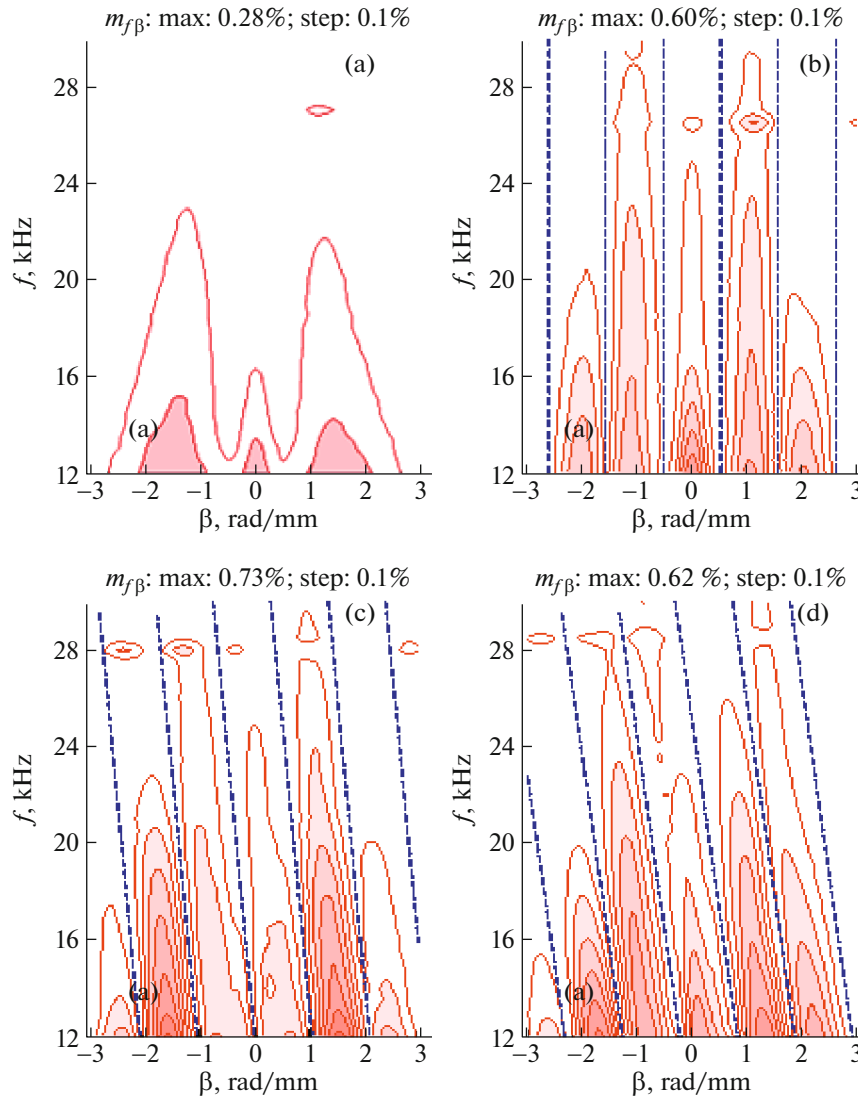 m_fβ: max: 0.28%; step: 0.1%
(a)
28
24
20
16
12
f, kHz
(a)
−3 −2 −1 0 1 2 3
β, rad/mm
m_fβ: max: 0.60%; step: 0.1%
(b)
28
24
20
16
12
f, kHz
(a)
−3 −2 −1 0 1 2 3
β, rad/mm
m_fβ: max: 0.73%; step: 0.1%
(c)
28
24
20
16
12
f, kHz
(a)
−3 −2 −1 0 1 2 3
β, rad/mm
m_fβ: max: 0.62 %; step: 0.1%
(d)
28
24
20
16
12
f, kHz
(a)
−3 −2 −1 0 1 2 3
β, rad/mm